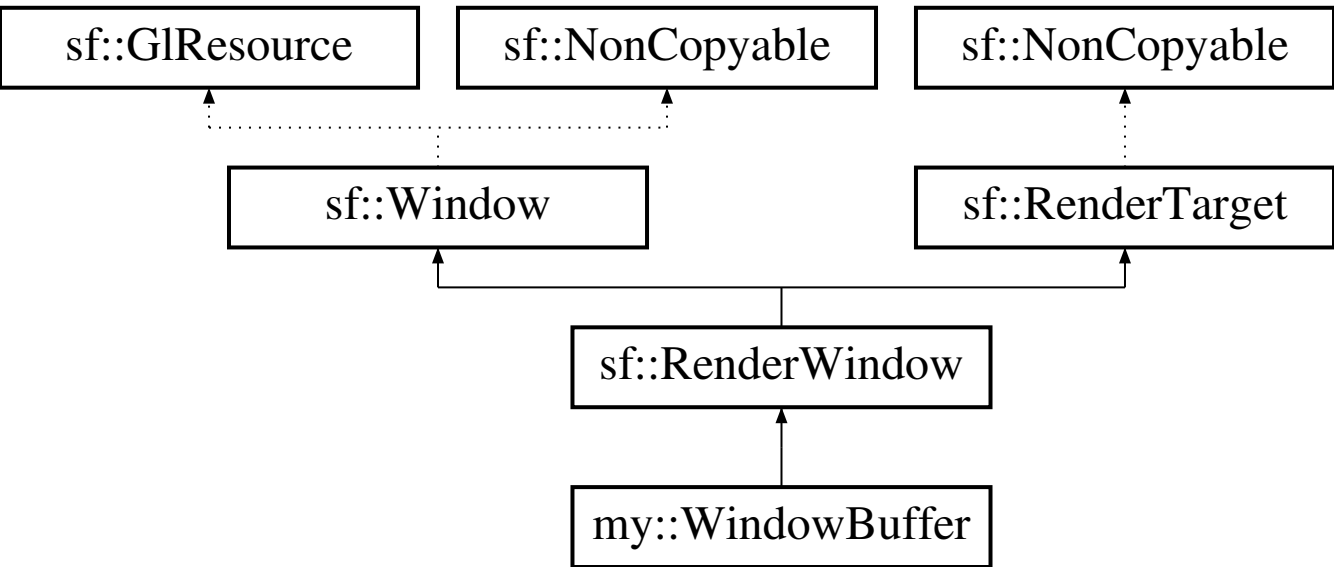 sf::GlResource
sf::NonCopyable
sf::NonCopyable
sf::Window
sf::RenderTarget
sf::RenderWindow
my::WindowBuffer